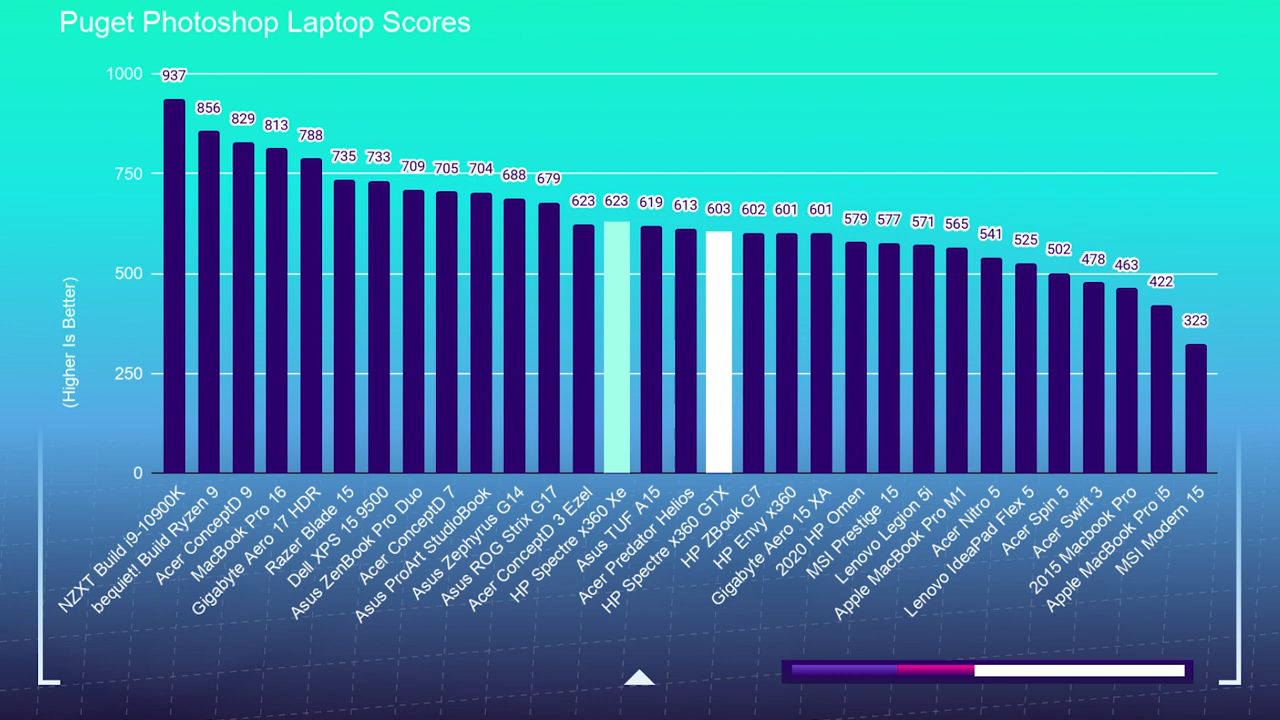 Puget Photoshop Laptop Scores
(Higher Is Better)
1000
750
500
250
0
937
856
829
813
788
735
733
709
705
704
688
679
623
623
619
613
603
602
601
601
579
577
571
565
541
525
502
478
463
422
323
NZXT Build i9-10900K
bequiet! Build Ryzen 9
Acer ConceptD 9
MacBook Pro 16
Gigabyte Aero 17 HDR
Razer Blade 15
Dell XPS 15 9500
Asus ZenBook Pro Duo
Acer ConceptD 7
Asus ProArt StudioBook
Asus Zephyrus G14
Asus ROG Strix G17
Acer ConceptD 3 Ezel
HP Spectre x360 Xe
Asus TUF A15
Acer Predator Helios
HP Spectre x360 GTX
HP ZBook G7
HP Envy x360
Gigabyte Aero 15 XA
2020 HP Omen
MSI Prestige 15
Lenovo Legion 5i
Apple MacBook Pro M1
Acer Nitro 5
Lenovo IdeaPad Flex 5
Acer Spin 5
Acer Swift 3
2015 Macbook Pro
Apple MacBook Pro i5
MSI Modern 15